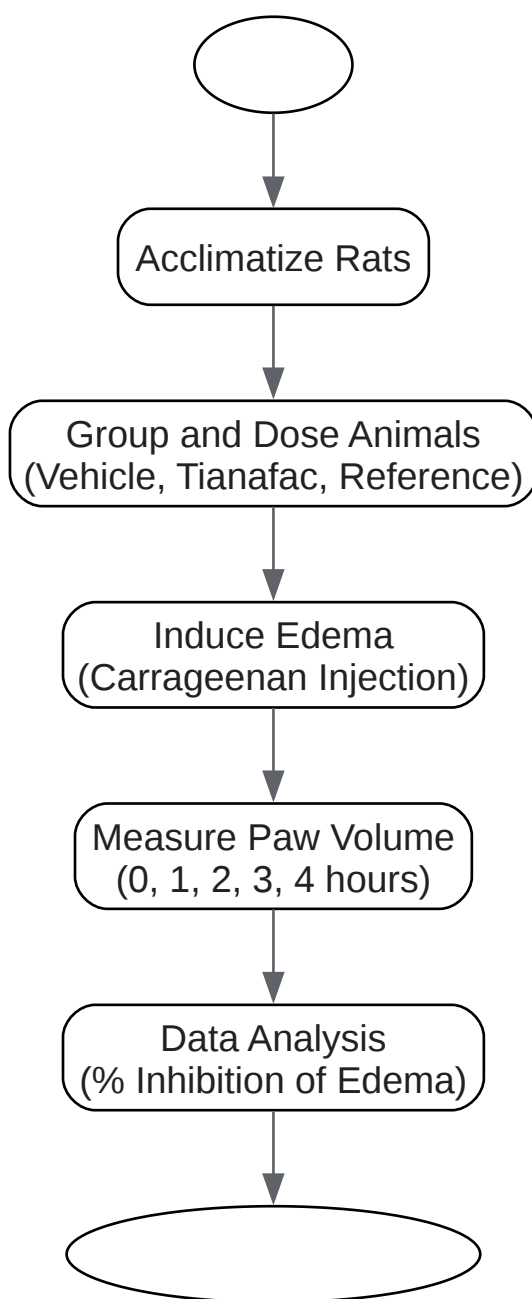 Acclimatize Rats
Group and Dose Animals
(Vehicle, Tianafac, Reference)
Induce Edema
(Carrageenan Injection)
Measure Paw Volume
(0, 1, 2, 3, 4 hours)
Data Analysis
(% Inhibition of Edema)